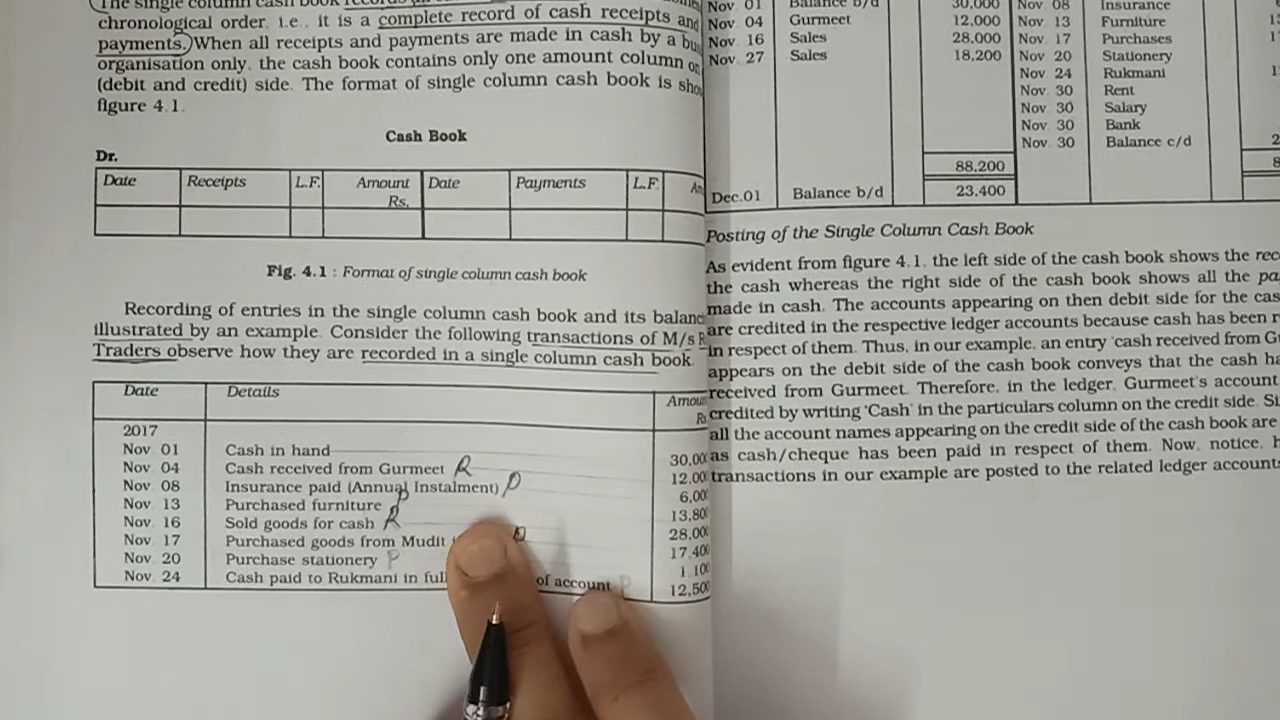 The single column cash book records
chronological order, i.e., it is a complete record of cash receipts and
payments. When all receipts and payments are made in cash by a
organisation only. the cash book contains only one amount column
(debit and credit) side. The format of single column cash book is
figure 4.1.
Cash Book
Dr.
Date Receipts L.F. Amount Rs. Date Payments L.F.
Fig. 4.1 : Format of single column cash book
Recording of entries in the single column cash book and its
illustrated by an example. Consider the following transactions of M/s
Traders observe how they are recorded in a single column cash book.
Date Details
2017
Nov 01 Cash in hand 30,00
Nov 04 Cash received from Gurmeet R 12,00
Nov 08 Insurance paid (Annual Instalment) P 6,000
Nov 13 Purchased furniture P 13,80
Nov 16 Sold goods for cash R 28,000
Nov 17 Purchased goods from Mudit 17,400
Nov 20 Purchase stationery P 1,100
Nov 24 Cash paid to Rukmani in full of account P 12,500
Nov 01 Balance b/d 30,000 Nov 08 Insurance
Nov 04 Gurmeet 12,000 Nov 13 Furniture
Nov 16 Sales 28,000 Nov 17 Purchases
Nov 27 Sales 18,200 Nov 20 Stationery
Nov 24 Rukmani
Nov 30 Rent
Nov 30 Salary
Nov 30 Bank
Nov 30 Balance c/d
88,200
Dec.01 Balance b/d 23,400
Posting of the Single Column Cash Book
As evident from figure 4.1, the left side of the cash book shows the
the cash whereas the right side of the cash book shows all the
made in cash. The accounts appearing on then debit side for the
are credited in the respective ledger accounts because cash has been
in respect of them. Thus, in our example, an entry 'cash received from
appears on the debit side of the cash book conveys that the cash
received from Gurmeet. Therefore, in the ledger, Gurmeet's account
credited by writing 'Cash' in the particulars column on the credit side.
all the account names appearing on the credit side of the cash book are
as cash/cheque has been paid in respect of them. Now, notice,
transactions in our example are posted to the related ledger